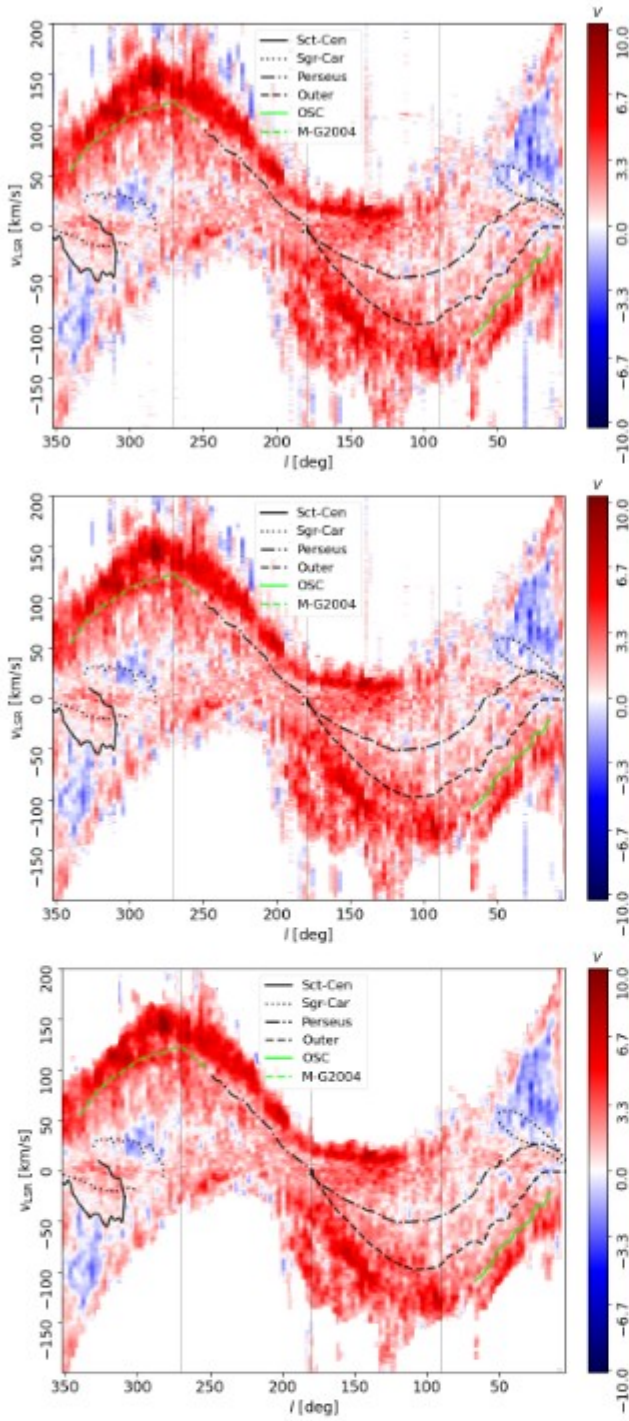 V
200
150
100
50
0
−50
−100
−150
v_LSR [km/s]
Sct-Cen
Sgr-Car
Perseus
Outer
OSC
M-G2004
10.0
6.7
3.3
0.0
−3.3
−6.7
−10.0
350 300 250 200 150 100 50
l [deg]
V
200
150
100
50
0
−50
−100
−150
v_LSR [km/s]
Sct-Cen
Sgr-Car
Perseus
Outer
OSC
M-G2004
10.0
6.7
3.3
0.0
−3.3
−6.7
−10.0
350 300 250 200 150 100 50
l [deg]
V
200
150
100
50
0
−50
−100
−150
v_LSR [km/s]
Sct-Cen
Sgr-Car
Perseus
Outer
OSC
M-G2004
10.0
6.7
3.3
0.0
−3.3
−6.7
−10.0
350 300 250 200 150 100 50
l [deg]